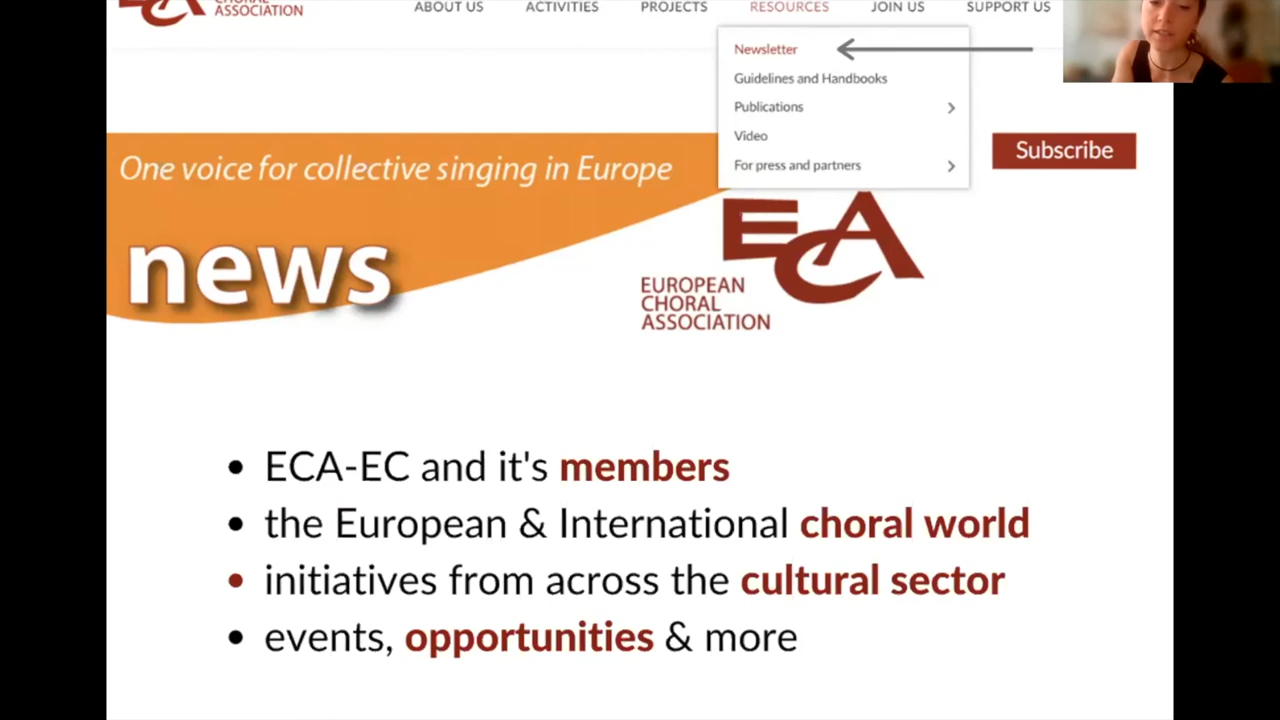 ECA CHORAL
ASSOCIATION
ABOUT US ACTIVITIES PROJECTS RESOURCES JOIN US SUPPORT US
Newsletter
Guidelines and Handbooks
Publications
Video
For press and partners
Subscribe
One voice for collective singing in Europe
news
ECA
EUROPEAN
CHORAL
ASSOCIATION
• ECA-EC and it's members
• the European & International choral world
• initiatives from across the cultural sector
• events, opportunities & more